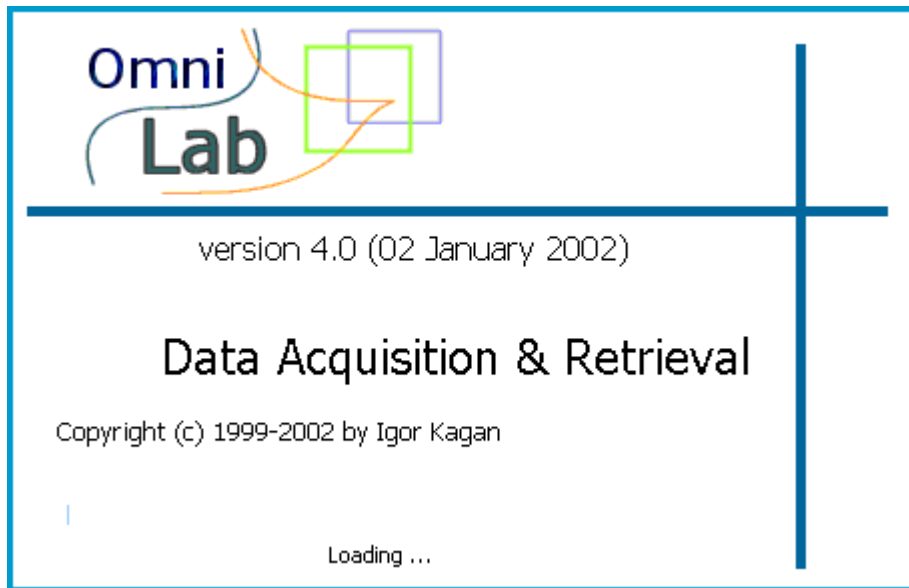 Omni
Lab
version 4.0 (02 January 2002)
Data Acquisition & Retrieval
Copyright (c) 1999-2002 by Igor Kagan
Loading ...